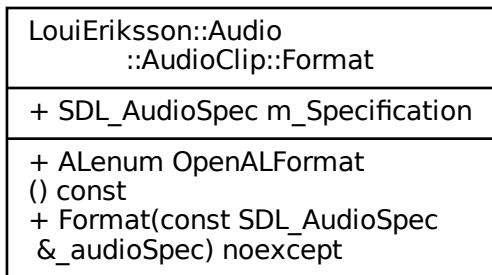 LouiEriksson::Audio
::AudioClip::Format
+ SDL_AudioSpec m_Specification
+ ALenum OpenALFormat
() const
+ Format(const SDL_AudioSpec
&_audioSpec) noexcept